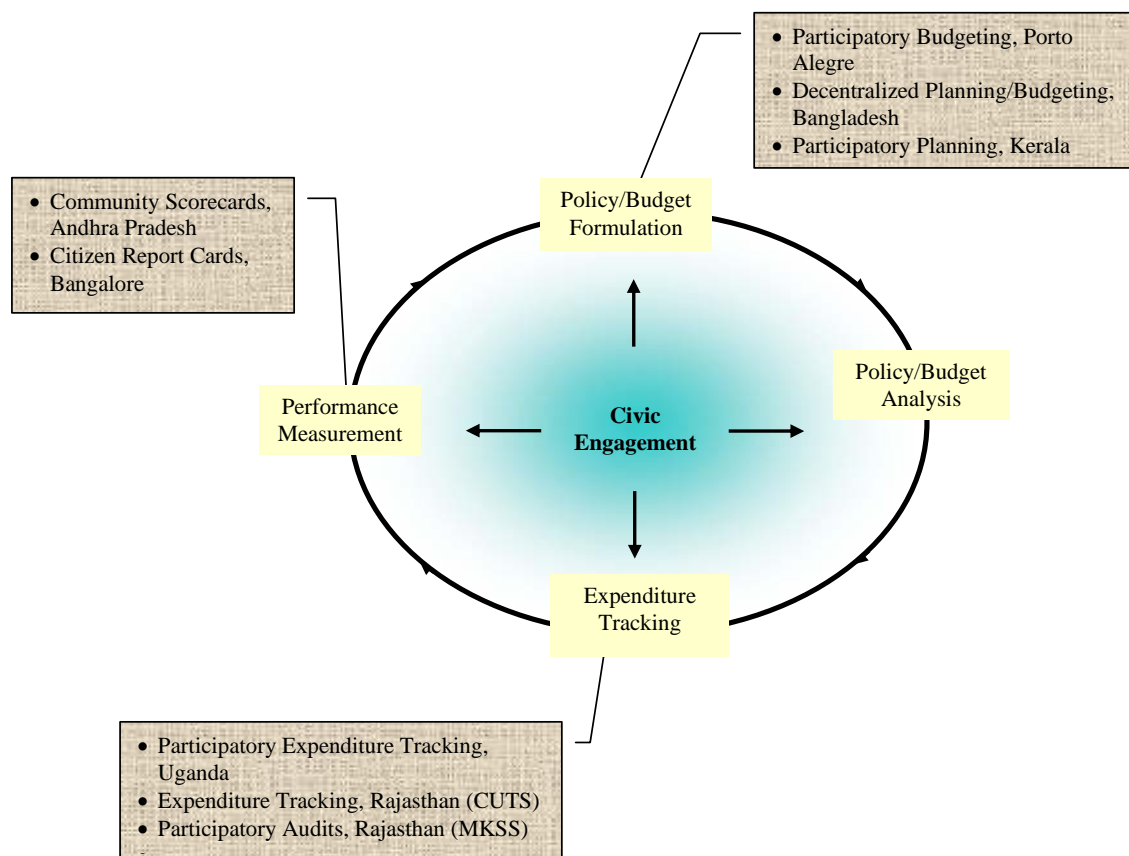 • Participatory Budgeting, Porto
Alegre
• Decentralized Planning/Budgeting,
Bangladesh
• Participatory Planning, Kerala
• Community Scorecards,
Andhra Pradesh
• Citizen Report Cards,
Bangalore
Policy/Budget
Formulation
Policy/Budget
Analysis
Performance
Measurement
Civic
Engagement
Expenditure
Tracking
• Participatory Expenditure Tracking,
Uganda
• Expenditure Tracking, Rajasthan (CUTS)
• Participatory Audits, Rajasthan (MKSS)